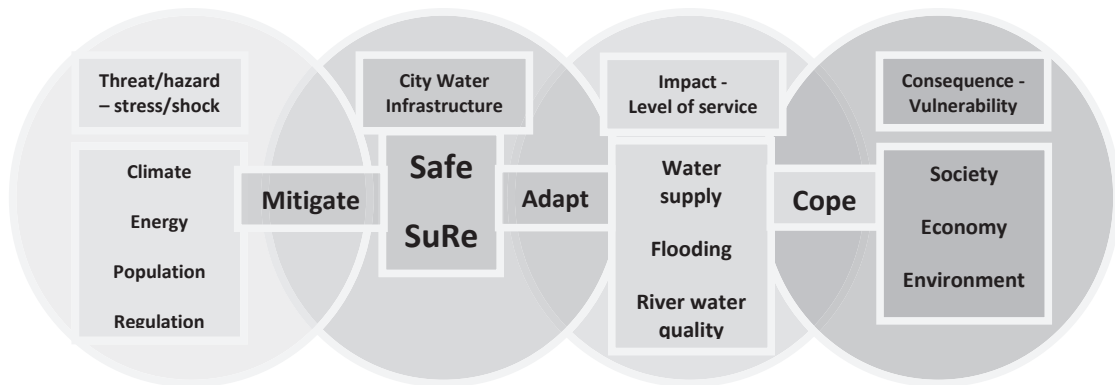 Threat/hazard
– stress/shock
Climate
Energy
Population
Regulation
Mitigate
City Water
Infrastructure
Safe
SuRe
Adapt
Impact -
Level of service
Water
supply
Flooding
River water
quality
Cope
Consequence -
Vulnerability
Society
Economy
Environment